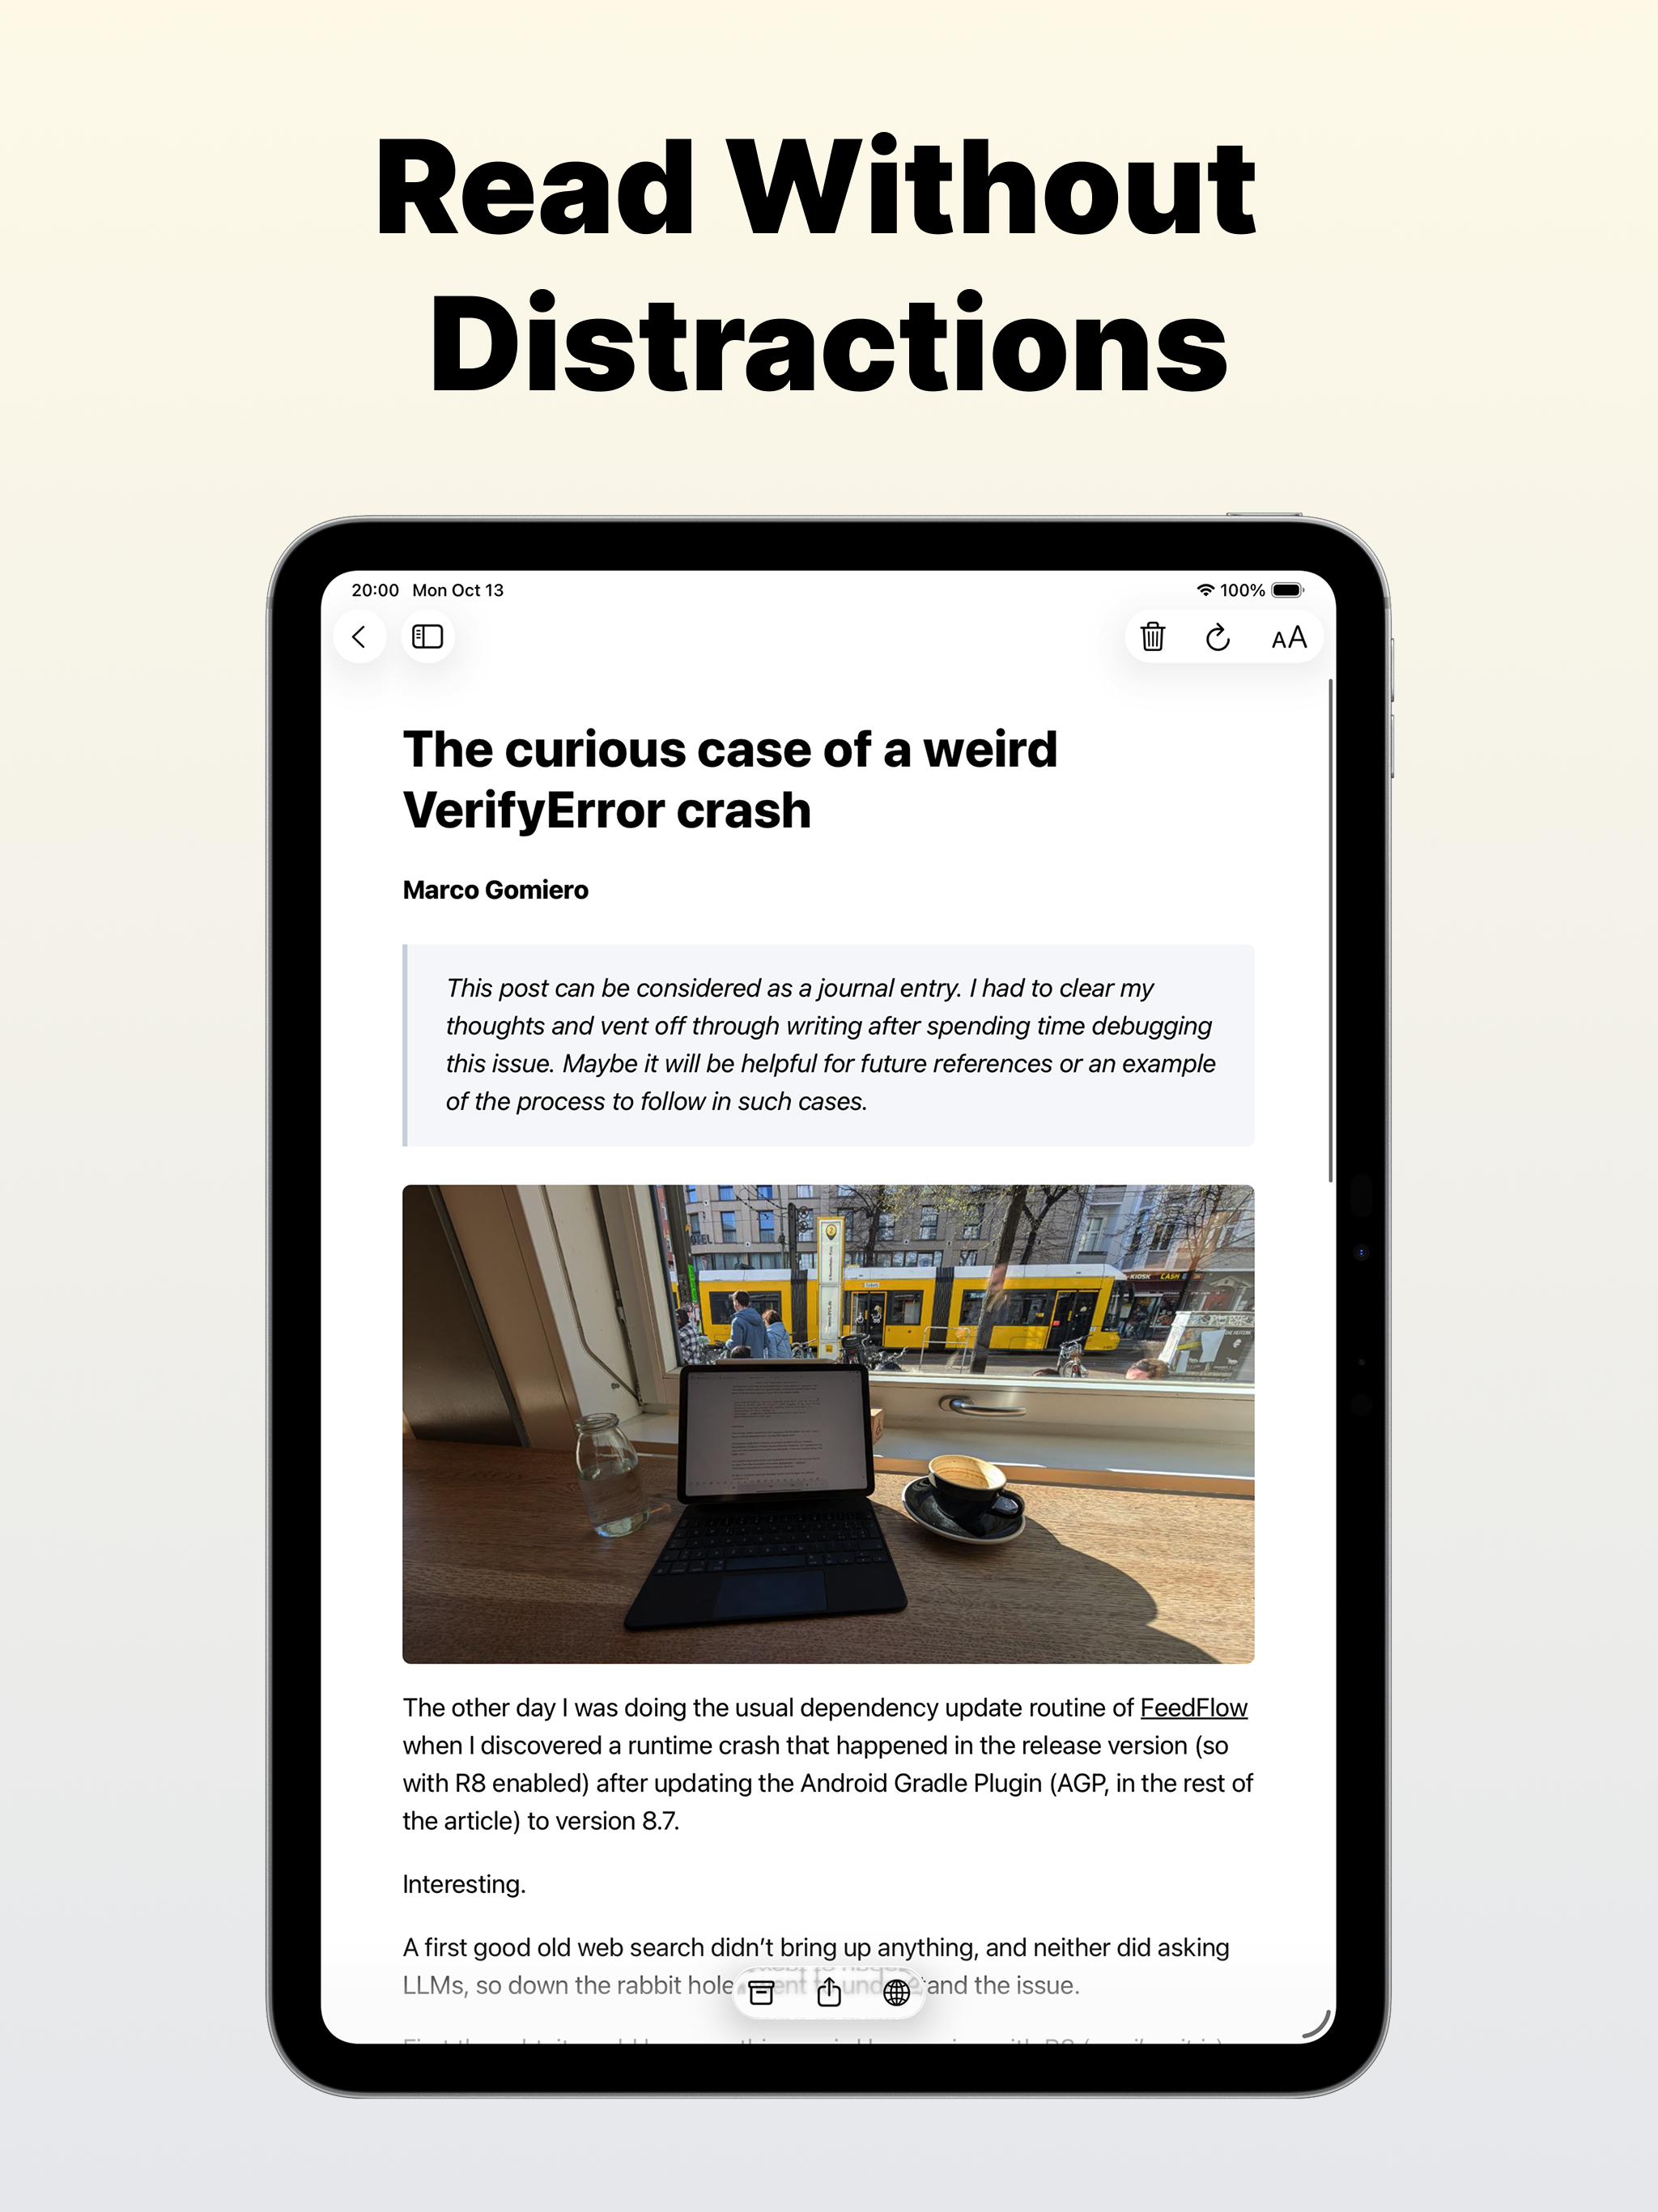 Read Without
Distractions
20:00 Mon Oct 13
100%
AA
The curious case of a weird
VerifyError crash
Marco Gomiero
This post can be considered as a journal entry. I had to clear my
thoughts and vent off through writing after spending time debugging
this issue. Maybe it will be helpful for future references or an example
of the process to follow in such cases.
KIOSK CASH
The other day I was doing the usual dependency update routine of FeedFlow
when I discovered a runtime crash that happened in the release version (so
with R8 enabled) after updating the Android Gradle Plugin (AGP, in the rest of
the article) to version 8.7.
Interesting.
A first good old web search didn’t bring up anything, and neither did asking
LLMs, so down the rabbit hole and the issue.